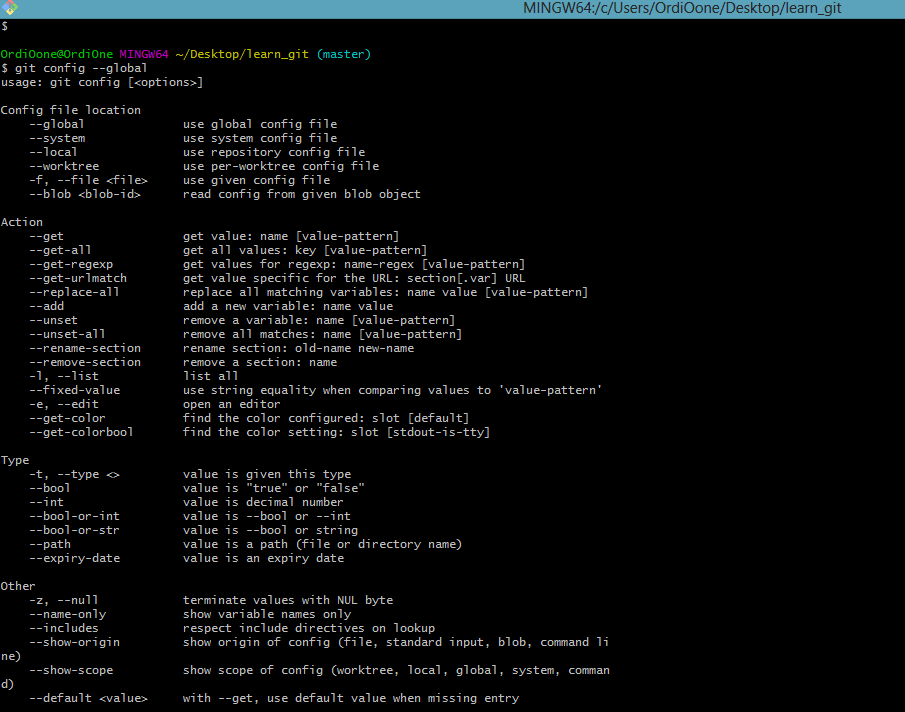 MINGW64:/c/Users/OrdiOone/Desktop/learn_git
$
OrdiOone@OrdiOne MINGW64 ~/Desktop/learn_git (master)
$ git config --global
usage: git config [<options>]

Config file location
    --global              use global config file
    --system              use system config file
    --local               use repository config file
    --worktree            use per-worktree config file
    -f, --file <file>     use given config file
    --blob <blob-id>      read config from given blob object

Action
    --get                 get value: name [value-pattern]
    --get-all             get all values: key [value-pattern]
    --get-regexp          get values for regexp: name-regex [value-pattern]
    --get-urlmatch        get value specific for the URL: section[.var] URL
    --replace-all         replace all matching variables: name value [value-pattern]
    --add                 add a new variable: name value
    --unset               remove a variable: name [value-pattern]
    --unset-all           remove all matches: name [value-pattern]
    --rename-section      rename section: old-name new-name
    --remove-section      remove a section: name
    -l, --list            list all
    --fixed-value         use string equality when comparing values to 'value-pattern'
    -e, --edit            open an editor
    --get-color           find the color configured: slot [default]
    --get-colorbool       find the color setting: slot [stdout-is-tty]

Type
    -t, --type <>         value is given this type
    --bool                value is "true" or "false"
    --int                 value is decimal number
    --bool-or-int         value is --bool or --int
    --bool-or-str         value is --bool or string
    --path                value is a path (file or directory name)
    --expiry-date         value is an expiry date

Other
    -z, --null            terminate values with NUL byte
    --name-only           show variable names only
    --includes            respect include directives on lookup
    --show-origin         show origin of config (file, standard input, blob, command li
ne)
    --show-scope          show scope of config (worktree, local, global, system, comman
d)
    --default <value>     with --get, use default value when missing entry